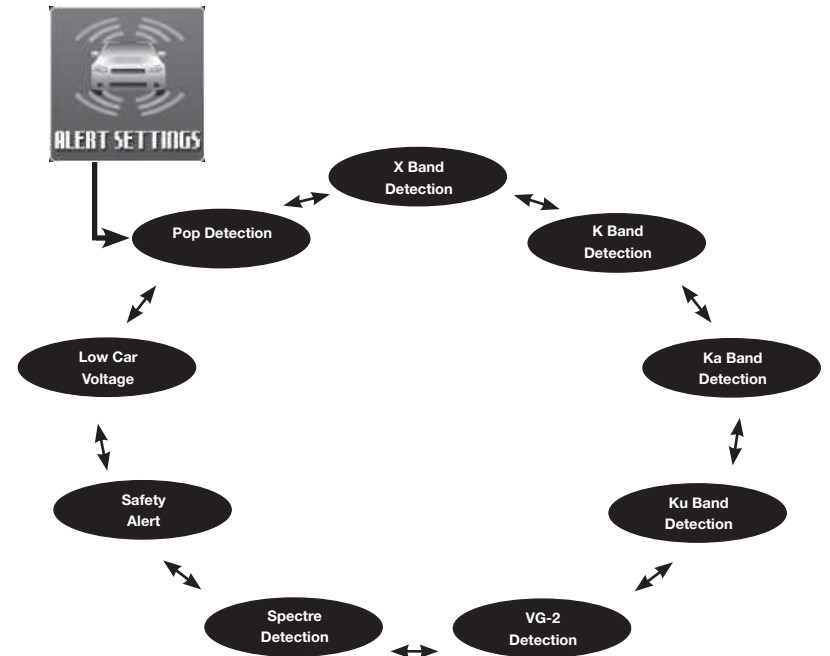 ALERT SETTINGS
X Band
Detection
Pop Detection
K Band
Detection
Low Car
Voltage
Ka Band
Detection
Safety
Alert
Ku Band
Detection
Spectre
Detection
VG-2
Detection